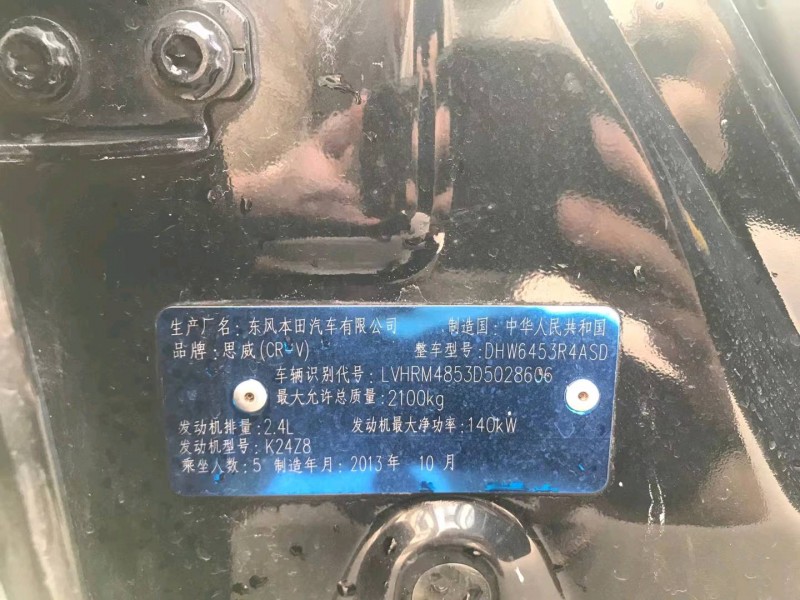 生产厂名：东风本田汽车有限公司 制造国：中华人民共和国
品牌：思威(CR-V) 整车型号：DHW6453R4ASD
车辆识别代号：LVHRM4853D5028606
最大允许总质量：2100kg
发动机排量：2.4L 发动机最大净功率：140kW
发动机型号：K24Z8
乘坐人数：5 制造年月：2013年 10月